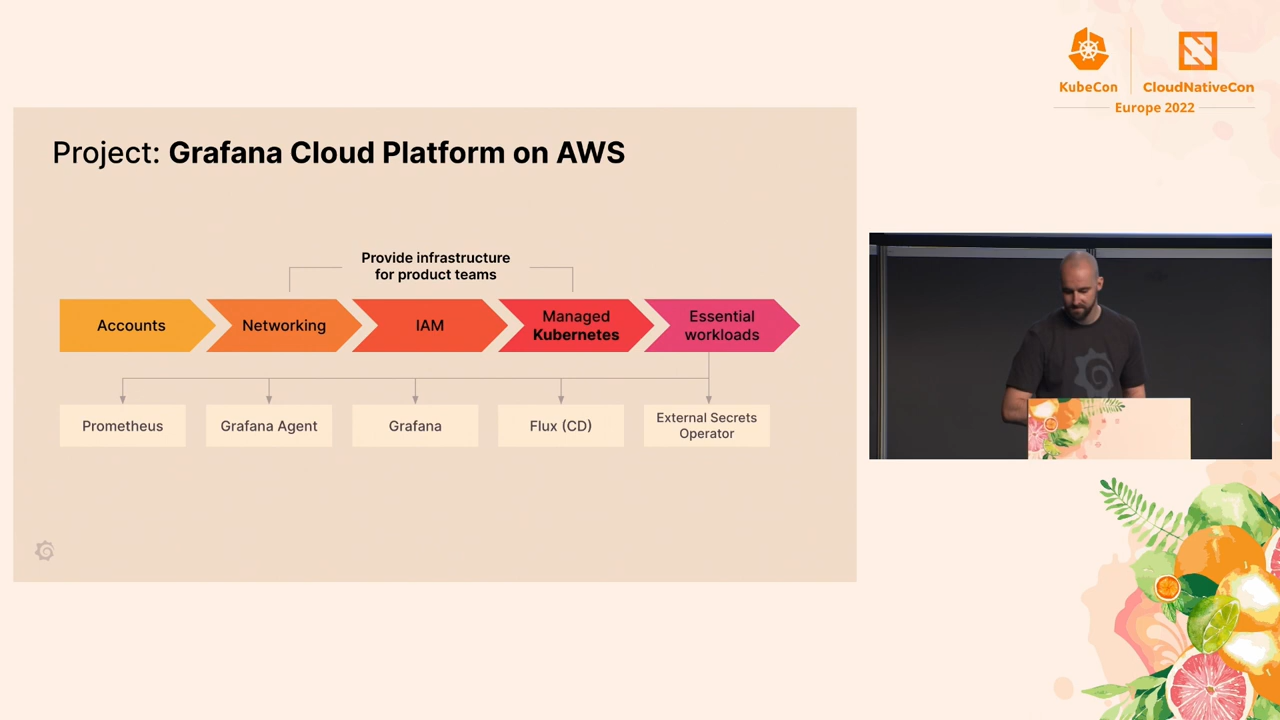 KubeCon
CloudNativeCon
Europe 2022
Project: Grafana Cloud Platform on AWS
Provide infrastructure
for product teams
Accounts
Networking
IAM
Managed
Kubernetes
Essential
workloads
Prometheus
Grafana Agent
Grafana
Flux (CD)
External Secrets
Operator